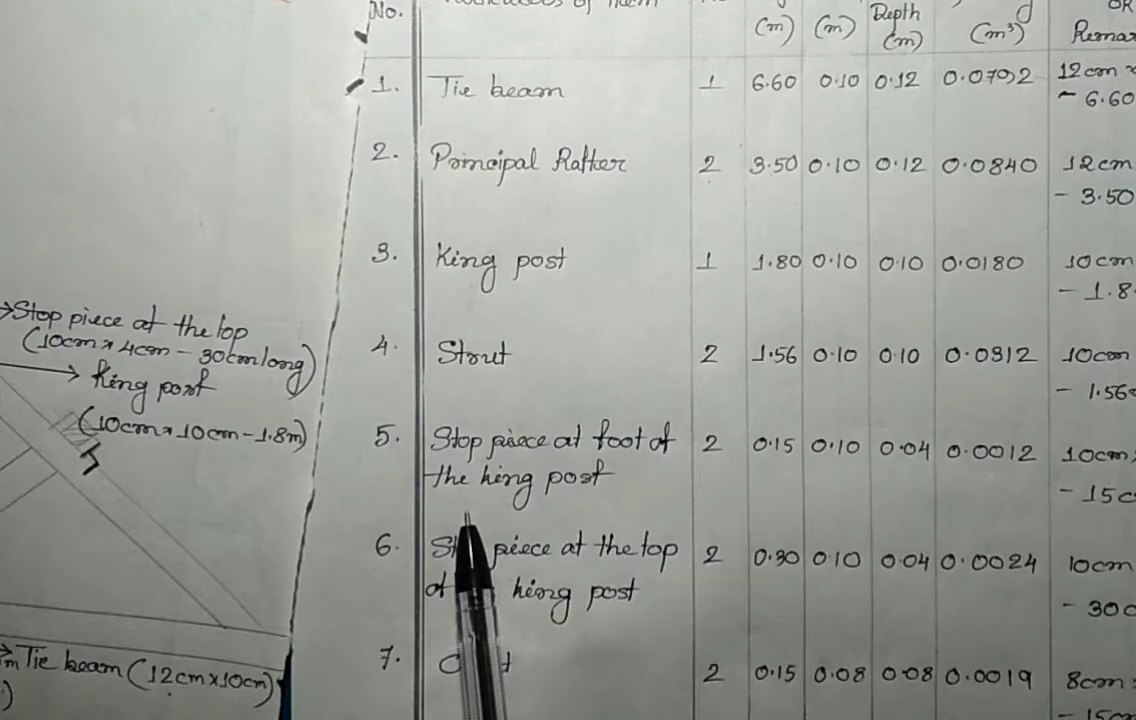 No.
of
Depth
OR
(m) (m) (m) (m³) Remar
1. Tie beam 1 6.60 0.10 0.12 0.0792 12cm ×
- 6.60
2. Principal Rafter 2 3.50 0.10 0.12 0.0840 12cm
- 3.50
3. King post 1 1.80 0.10 0.10 0.0180 10cm
- 1.8
Stop piece at the top
(10cm × 4cm - 30cm long)
4. Strut 2 1.56 0.10 0.10 0.0312 10cm
- 1.56
King post
(10cm × 10cm - 1.8m)
5. Stop piece at foot of 2 0.15 0.10 0.04 0.0012 10cm
the king post - 15c
6. piece at the top 2 0.30 0.10 0.04 0.0024 10cm
of king post - 30c
7. 2 0.15 0.08 0.08 0.0019 8cm
- 15cm
m Tie beam (12cm×10cm)